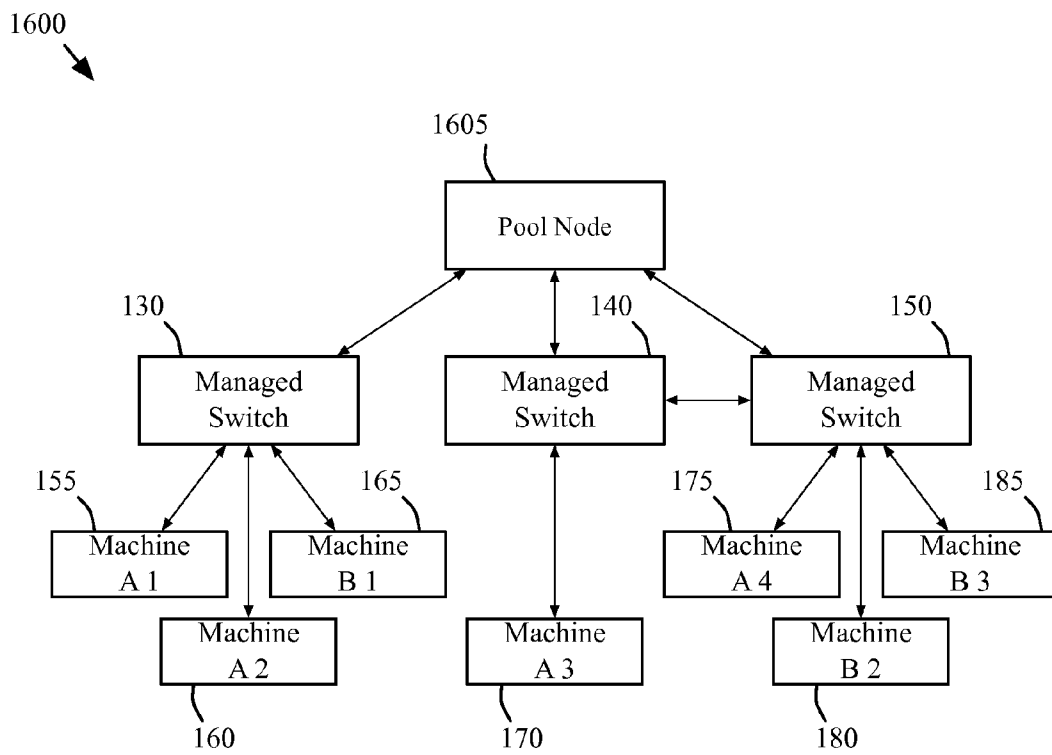 1600
1605
Pool Node
130
140
150
Managed
Switch
Managed
Switch
Managed
Switch
155
165
175
185
Machine
A 1
Machine
B 1
Machine
A 4
Machine
B 3
Machine
A 2
Machine
A 3
Machine
B 2
160
170
180